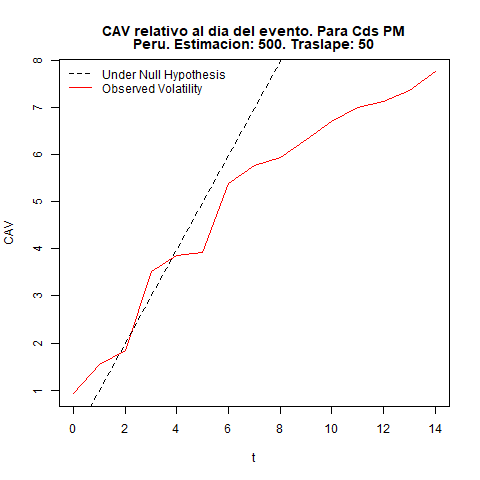 CAV relativo al dia del evento. Para Cds PM
Peru. Estimacion: 500. Traslape: 50
Under Null Hypothesis
Observed Volatility
8
7
6
5
4
3
2
1
CAV
0 2 4 6 8 10 12 14
t